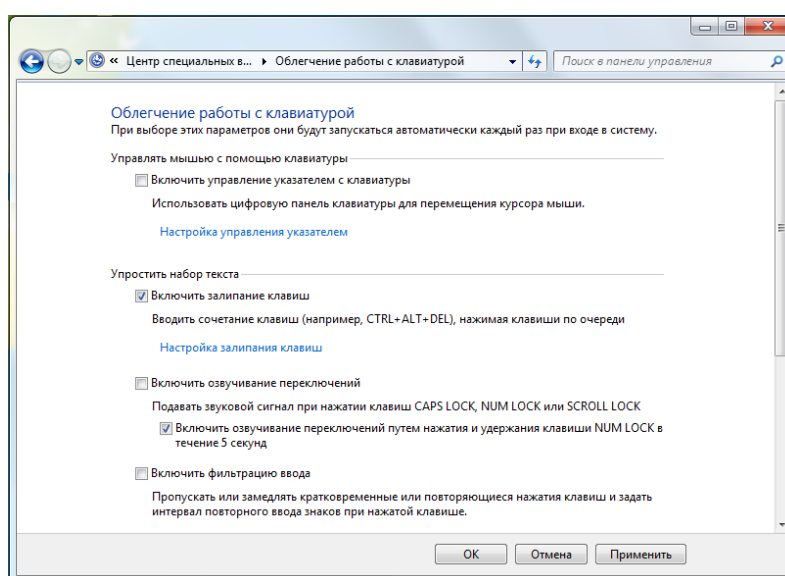 « Центр специальных в... ▸ Облегчение работы с клавиатурой
Поиск в панели управления
Облегчение работы с клавиатурой
При выборе этих параметров они будут запускаться автоматически каждый раз при входе в систему.
Управлять мышью с помощью клавиатуры
Включить управление указателем с клавиатуры
Использовать цифровую панель клавиатуры для перемещения курсора мыши.
Настройка управления указателем
Упростить набор текста
Включить залипание клавиш
Вводить сочетание клавиш (например, CTRL+ALT+DEL), нажимая клавиши по очереди
Настройка залипания клавиш
Включить озвучивание переключений
Подавать звуковой сигнал при нажатии клавиш CAPS LOCK, NUM LOCK или SCROLL LOCK
Включить озвучивание переключений путем нажатия и удержания клавиши NUM LOCK в
течение 5 секунд
Включить фильтрацию ввода
Пропускать или замедлять кратковременные или повторяющиеся нажатия клавиш и задать
интервал повторного ввода знаков при нажатой клавише.
ОК Отмена Применить